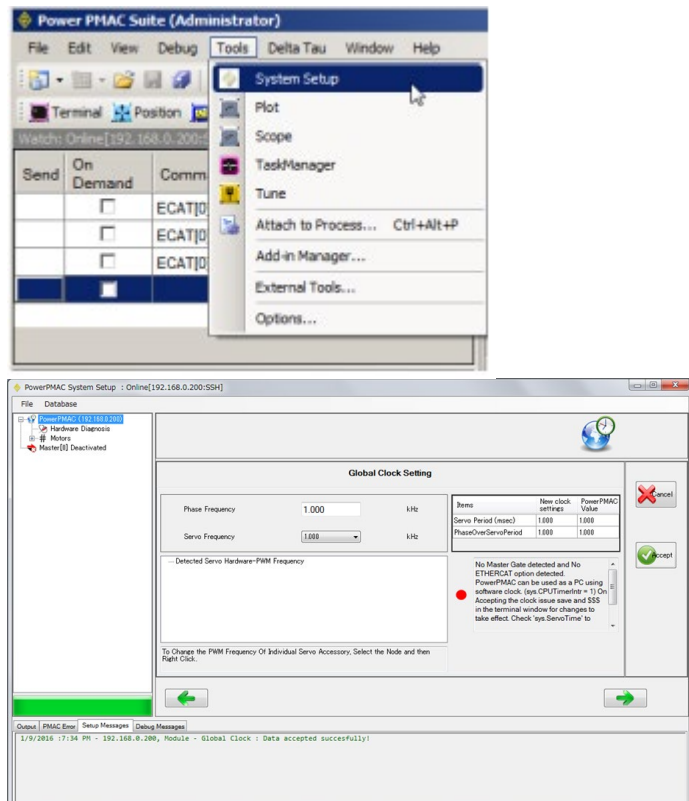 Power PMAC Suite (Administrator)
File Edit View Debug Tools Delta Tau Window Help
System Setup
Terminal Position Plot
Watch: Online[192.168.0.200:S Scope
Send On Demand Comm TaskManager
Tune
ECAT[0 Attach to Process... Ctrl+Alt+P
ECAT[0 Add-in Manager...
ECAT[0 External Tools...
Options...
PowerPMAC System Setup : Online[192.168.0.200:SSH]
File Database
PowerPMAC (192.168.0.200)
Hardware Diagnosis
Motors
Master[0] Deactivated
Global Clock Setting
Phase Frequency 1.000 kHz
Servo Frequency 1.000 kHz
Items New clock settings PowerPMAC Value
Servo Period (msec) 1.000 1.000
PhaseOverServoPeriod 1.000 1.000
Cancel
Accept
Detected Servo Hardware-PWM Frequency
No Master Gate detected and No
ETHERCAT option
detected.
PowerPMAC can be used as a PC using
software clock. (sys.CPUTimerIntr = 1) On
Accepting the clock issue save and $$$
in the terminal window for changes to
take effect. Check 'sys.ServoTime' to
To Change the PWM Frequency Of Individual Servo Accessory, Select the Node and then
Right Click.
Output PMAC Error Setup Messages Debug Messages
1/9/2016 :7:34 PM - 192.168.0.200, Module - Global Clock : Data accepted succesfully!